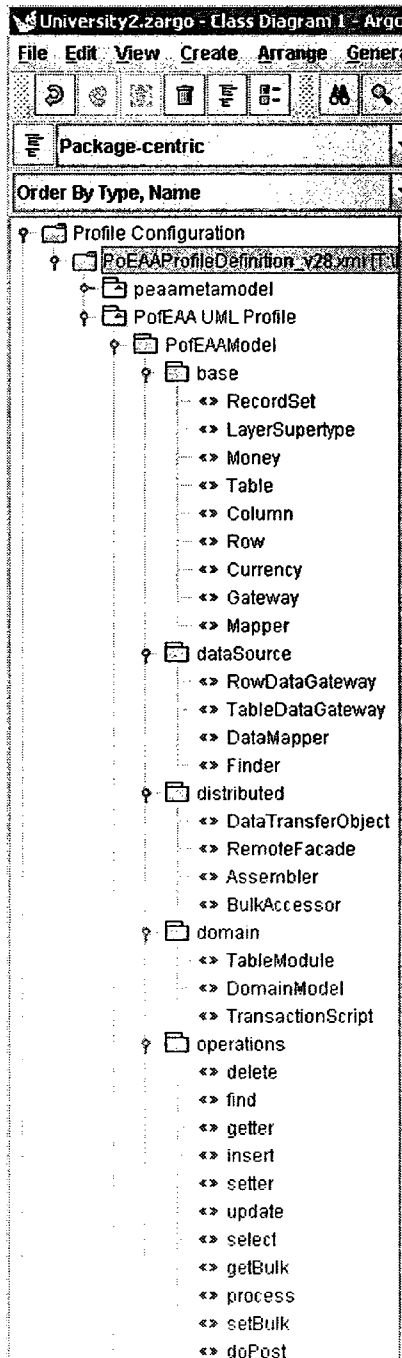 University2.zargo - Class Diagram 1 - Argo
File Edit View Create Arrange Genera
Package-centric
Order By Type, Name
Profile Configuration
PoEAAProfileDefinition_v28.xmi [T:\
peaametamodel
PofEAA UML Profile
PofEAAModel
base
«» RecordSet
«» LayerSupertype
«» Money
«» Table
«» Column
«» Row
«» Currency
«» Gateway
«» Mapper
dataSource
«» RowDataGateway
«» TableDataGateway
«» DataMapper
«» Finder
distributed
«» DataTransferObject
«» RemoteFacade
«» Assembler
«» BulkAccessor
domain
«» TableModule
«» DomainModel
«» TransactionScript
operations
«» delete
«» find
«» getter
«» insert
«» setter
«» update
«» select
«» getBulk
«» process
«» setBulk
«» doPost